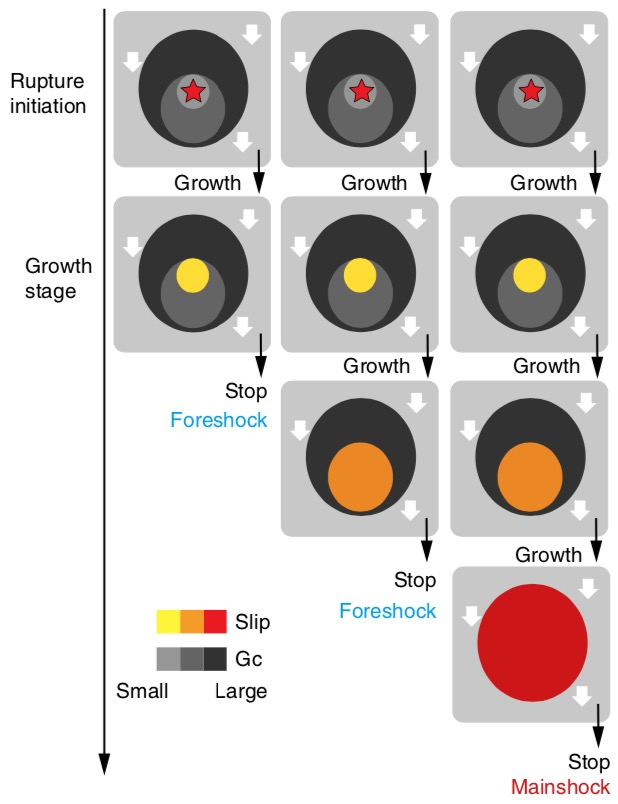 Rupture
initiation
Growth
Growth
Growth
Growth
stage
Growth
Growth
Stop
Foreshock
Growth
Stop
Foreshock
Slip
Gc
Small
Large
Stop
Mainshock